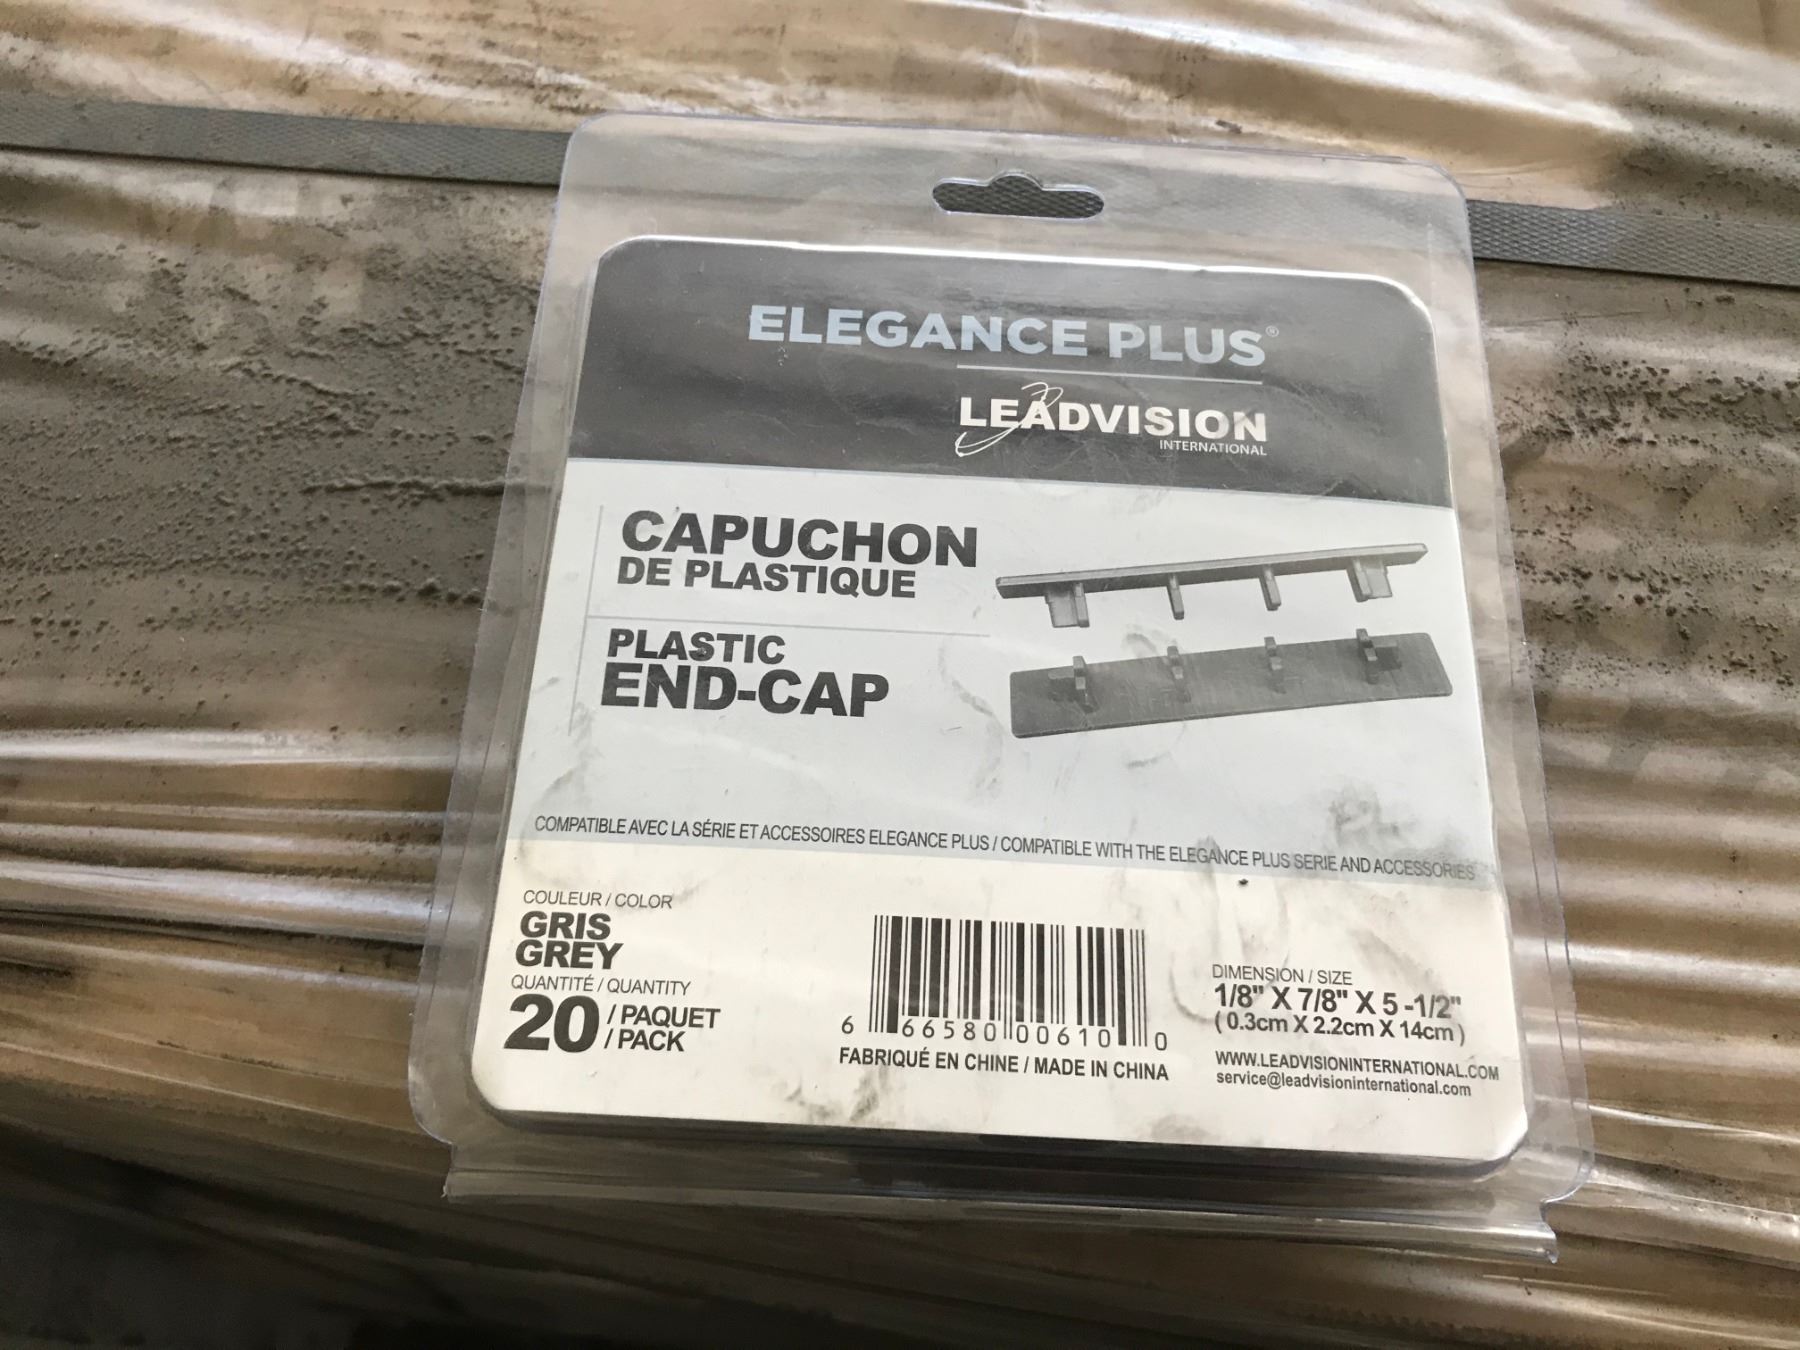 ELEGANCE PLUS®
LEADVISION
INTERNATIONAL
CAPUCHON
DE PLASTIQUE
PLASTIC
END-CAP
COMPATIBLE AVEC LA SÉRIE ET ACCESSOIRES ELEGANCE PLUS / COMPATIBLE WITH THE ELEGANCE PLUS SERIE AND ACCESSORIES
COULEUR / COLOR
GRIS
GREY
QUANTITÉ / QUANTITY
20 / PAQUET
/ PACK
6 66580 00610 0
FABRIQUÉ EN CHINE / MADE IN CHINA
DIMENSION / SIZE
1/8" X 7/8" X 5 -1/2"
( 0.3cm X 2.2cm X 14cm )
WWW.LEADVISIONINTERNATIONAL.COM
service@leadvisioninternational.com